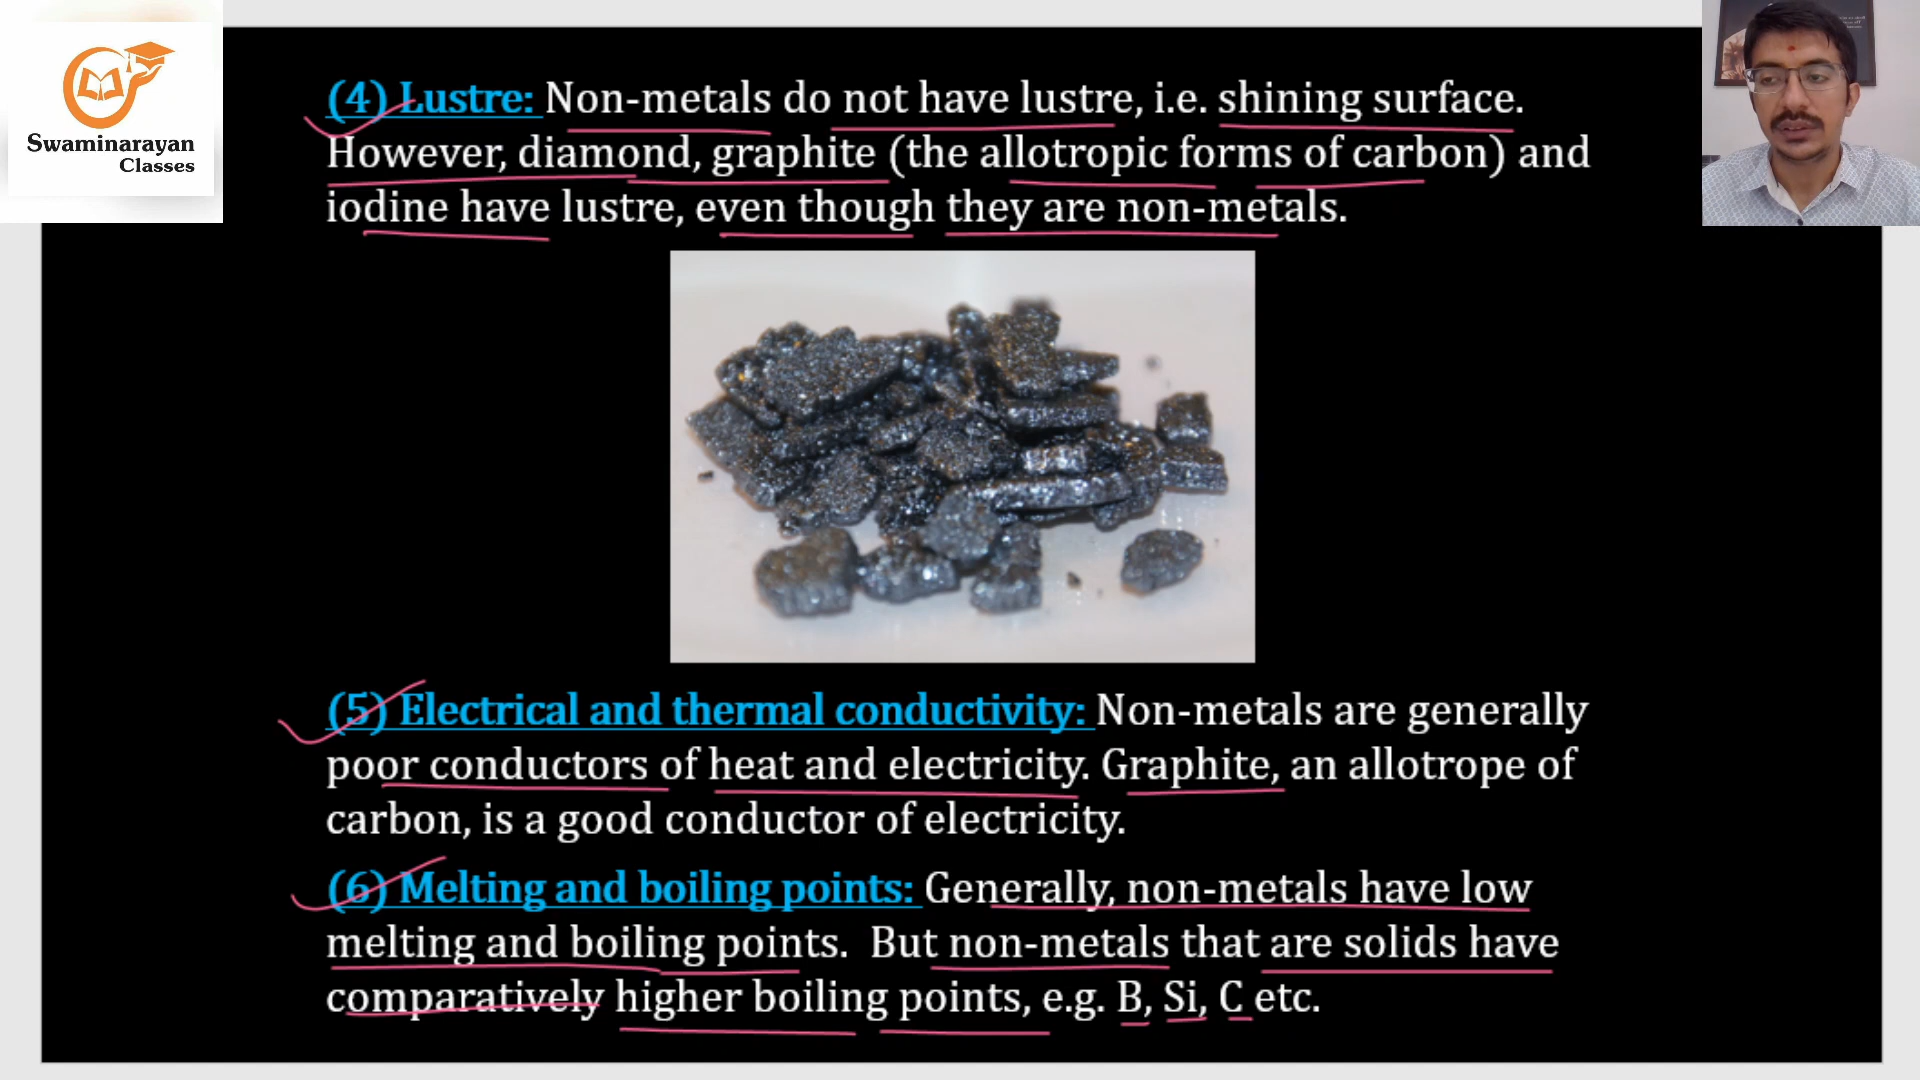 Swaminarayan
Classes
(4) Lustre: Non-metals do not have lustre, i.e. shining surface.
However, diamond, graphite (the allotropic forms of carbon) and
iodine have lustre, even though they are non-metals.
(5) Electrical and thermal conductivity: Non-metals are generally
poor conductors of heat and electricity. Graphite, an allotrope of
carbon, is a good conductor of electricity.
(6) Melting and boiling points: Generally, non-metals have low
melting and boiling points.  But non-metals that are solids have
comparatively higher boiling points, e.g. B, Si, C etc.